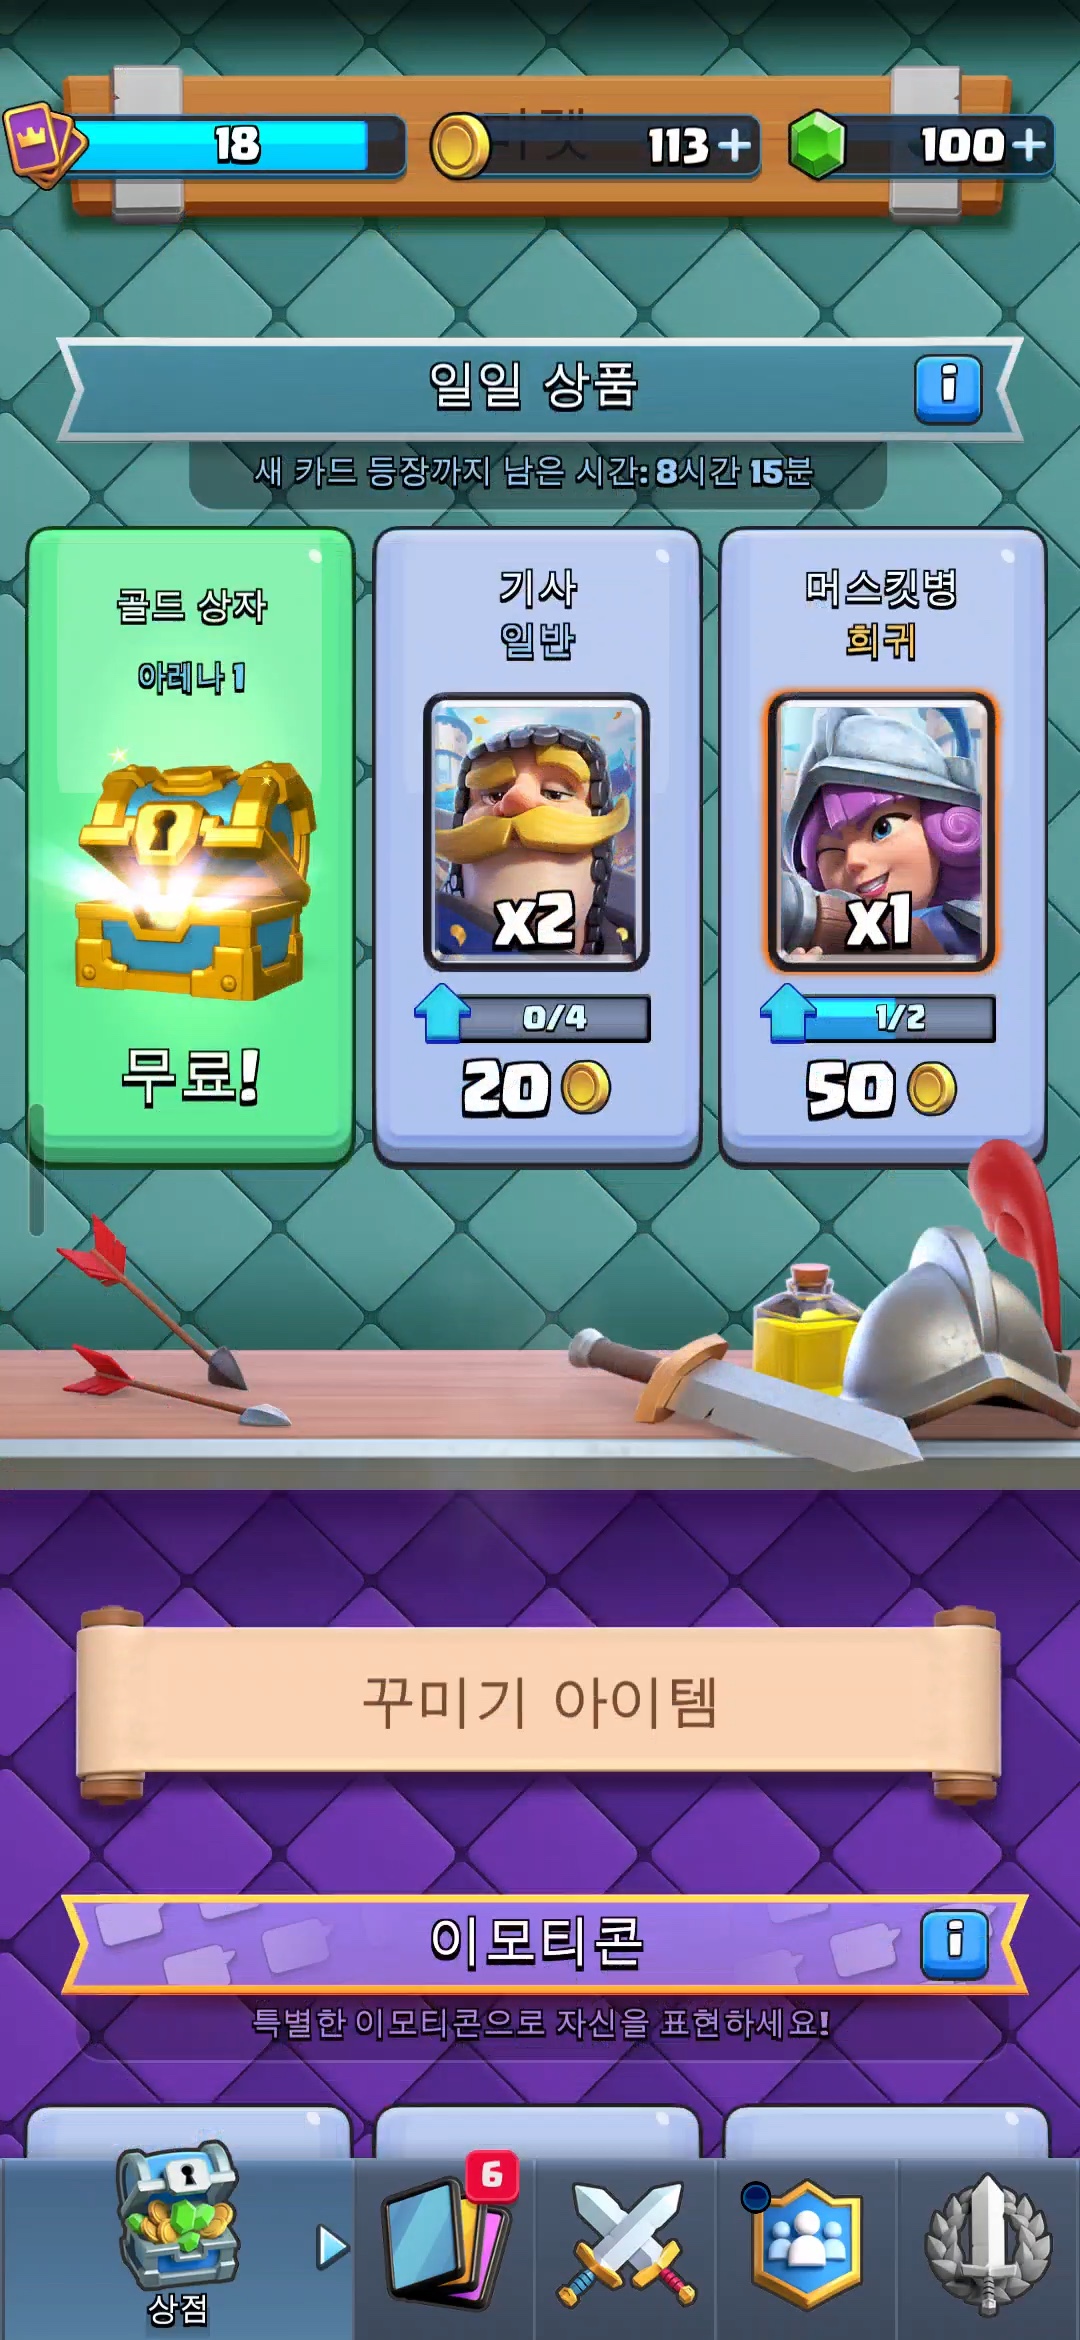 18
113
100
일일 상품
새 카드 등장까지 남은 시간: 8시간 15분
골드 상자
아레나 1
무료!
기사
일반
x2
0/4
20
머스킷병
희귀
x1
1/2
50
꾸미기 아이템
이모티콘
특별한 이모티콘으로 자신을 표현하세요!
6
상점